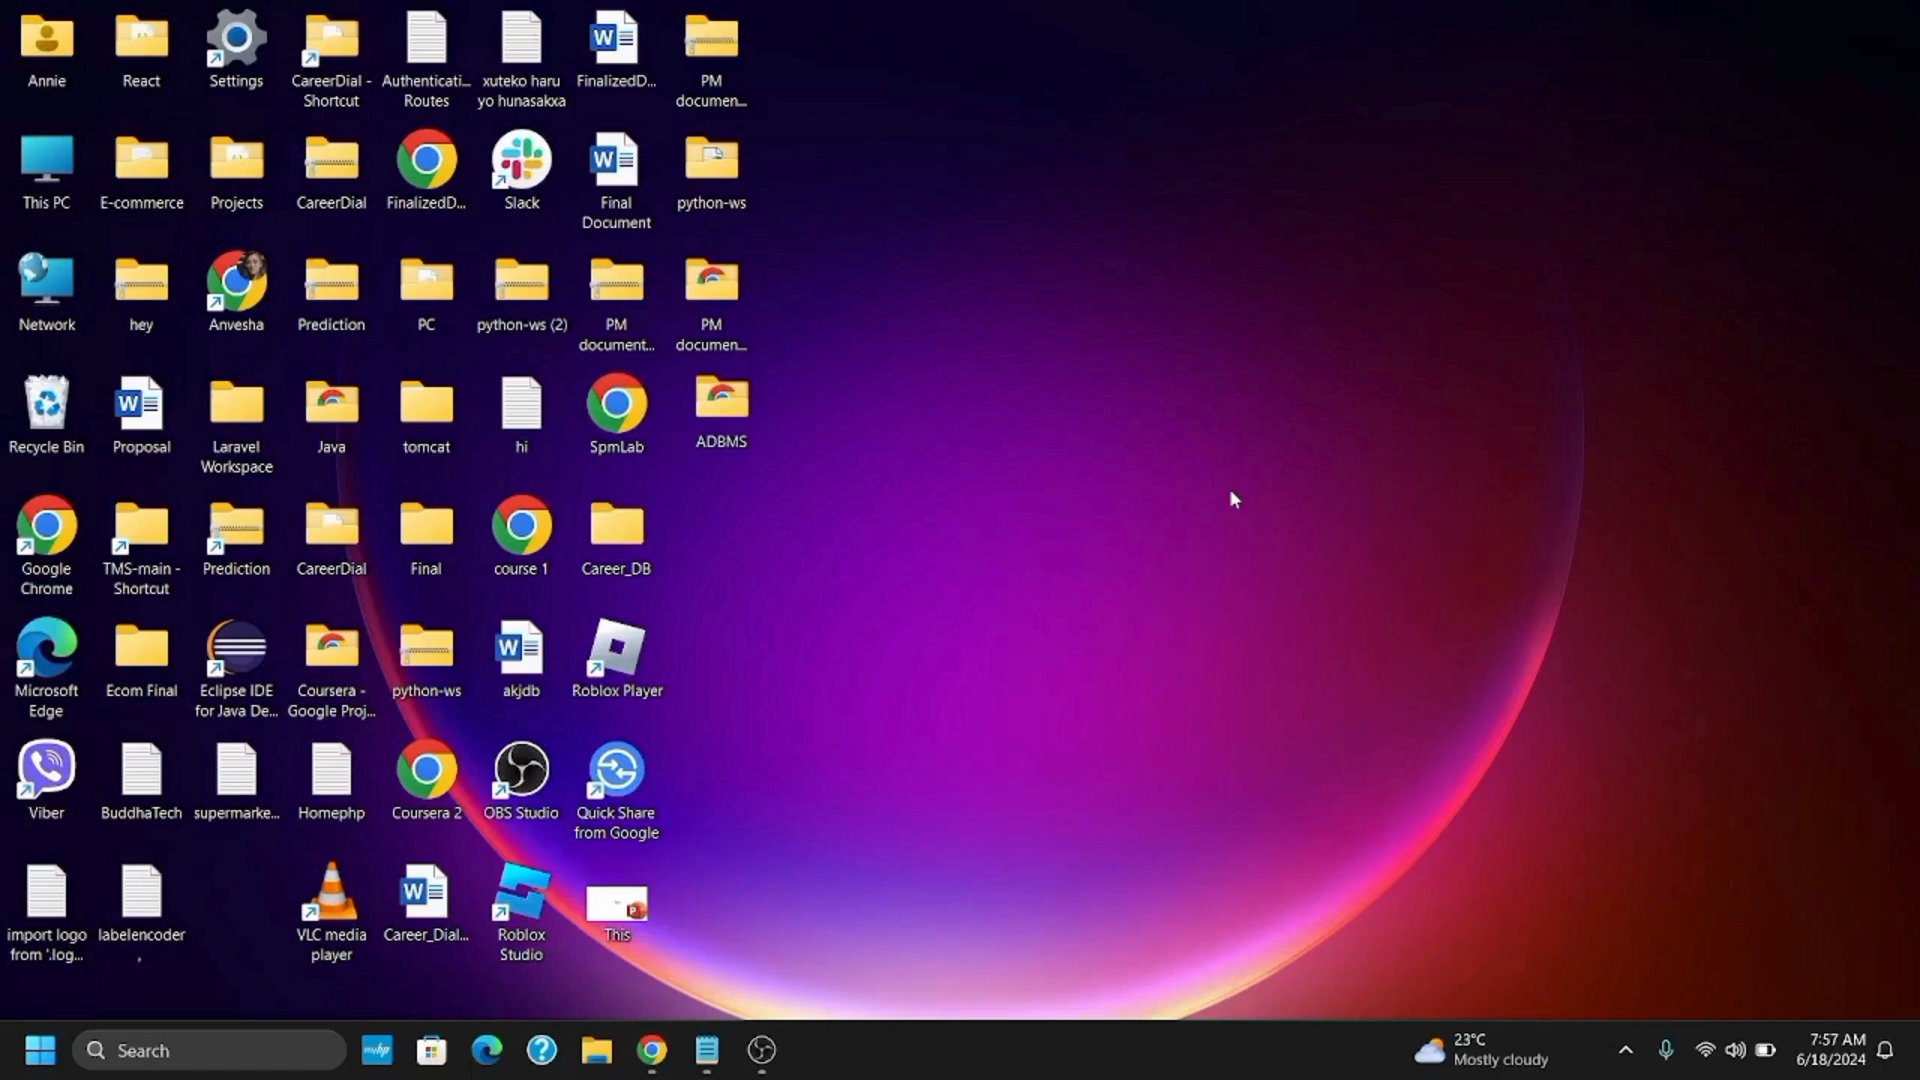 Annie
React
Settings
CareerDial -
Shortcut
Authenticati...
Routes
xuteko haru
yo hunasakxa
FinalizedD...
PM
documen...
This PC
E-commerce
Projects
CareerDial
FinalizedD...
Slack
Final
Document
python-ws
Network
hey
Anvesha
Prediction
PC
python-ws (2)
PM
document...
PM
documen...
Recycle Bin
Proposal
Laravel
Workspace
Java
tomcat
hi
SpmLab
ADBMS
Google
Chrome
TMS-main -
Shortcut
Prediction
CareerDial
Final
course 1
Career_DB
Microsoft
Edge
Ecom Final
Eclipse IDE
for Java De...
Coursera -
Google Proj...
python-ws
akjdb
Roblox Player
Viber
BuddhaTech
supermarke...
Homephp
Coursera 2
OBS Studio
Quick Share
from Google
import logo
from '.log...
labelencoder
,
VLC media
player
Career_Dial...
Roblox
Studio
This
Search
myhp
23°C
Mostly cloudy
7:57 AM
6/18/2024